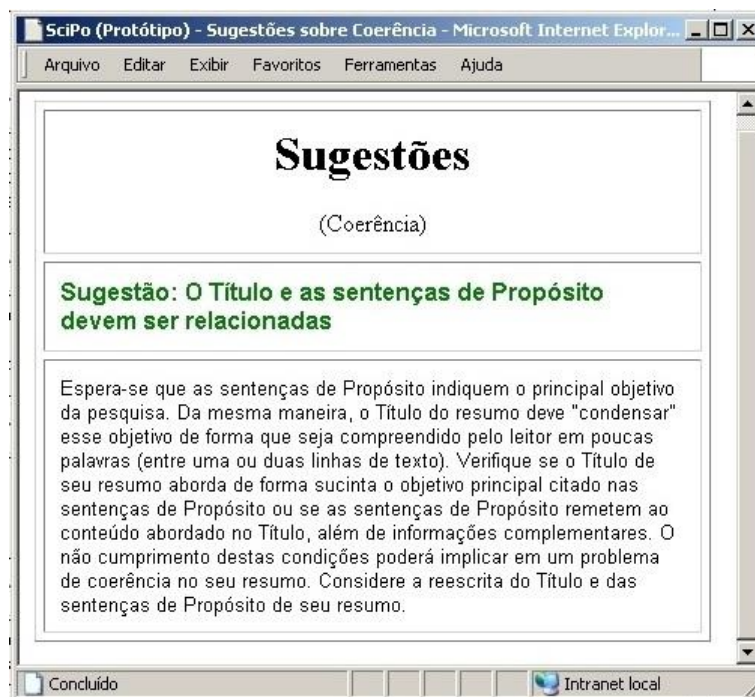 SciPo (Protótipo) - Sugestões sobre Coerência - Microsoft Internet Explor...
Arquivo Editar Exibir Favoritos Ferramentas Ajuda
Sugestões
(Coerência)
Sugestão: O Título e as sentenças de Propósito
devem ser relacionadas
Espera-se que as sentenças de Propósito indiquem o principal objetivo
da pesquisa. Da mesma maneira, o Título do resumo deve "condensar"
esse objetivo de forma que seja compreendido pelo leitor em poucas
palavras (entre uma ou duas linhas de texto). Verifique se o Título de
seu resumo aborda de forma sucinta o objetivo principal citado nas
sentenças de Propósito ou se as sentenças de Propósito remetem ao
conteúdo abordado no Título, além de informações complementares. O
não cumprimento destas condições poderá implicar em um problema
de coerência no seu resumo. Considere a reescrita do Título e das
sentenças de Propósito de seu resumo.
Concluído Intranet local